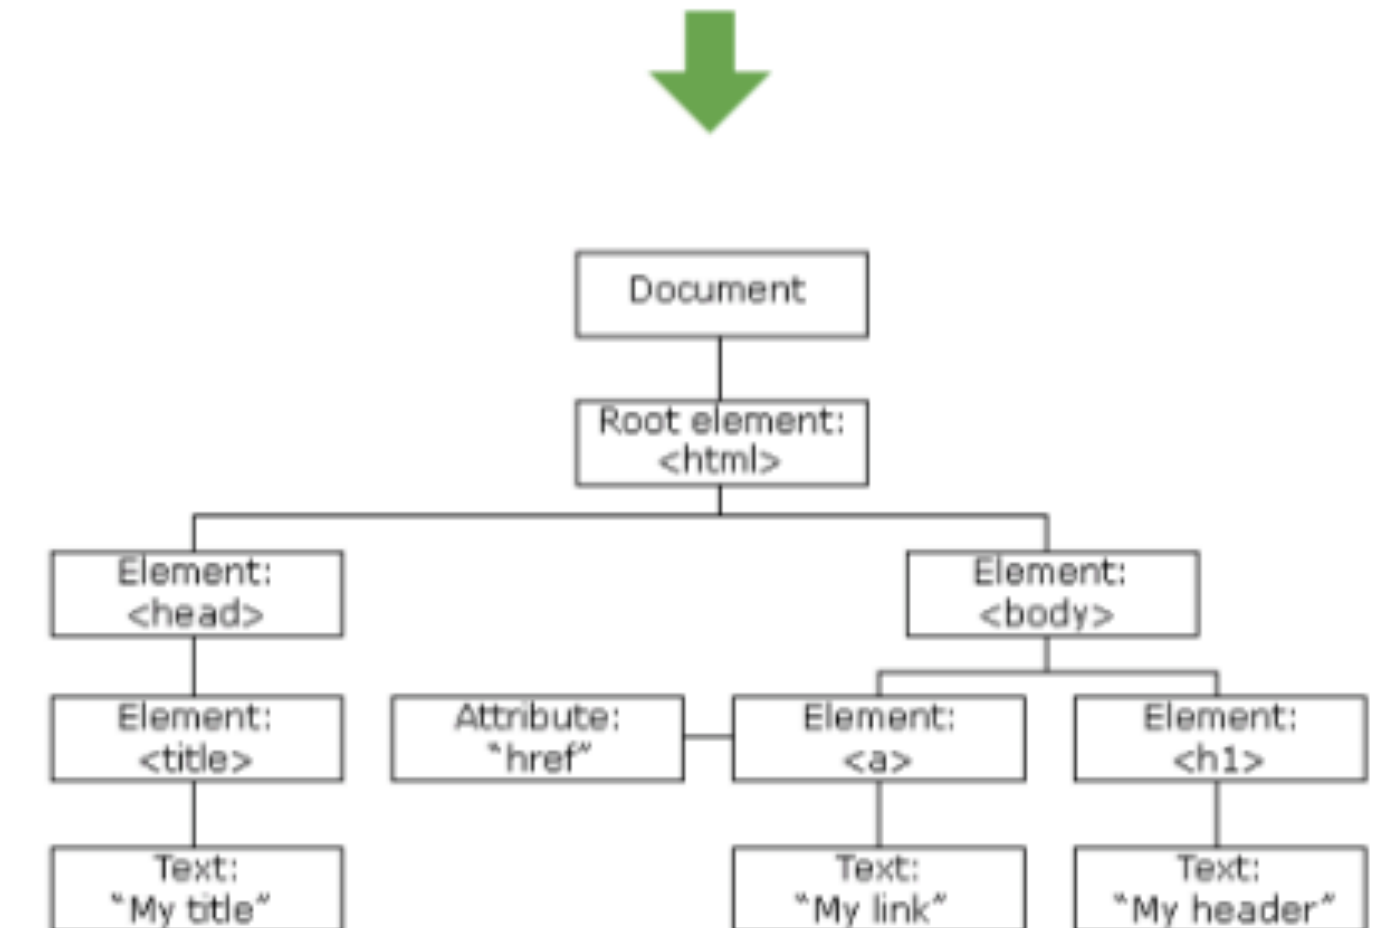 Document
Root element:
<html>
Element:
<head>
Element:
<body>
Element:
<title>
Attribute:
“href”
Element:
<a>
Element:
<h1>
Text:
“My title”
Text:
“My link”
Text:
“My header”